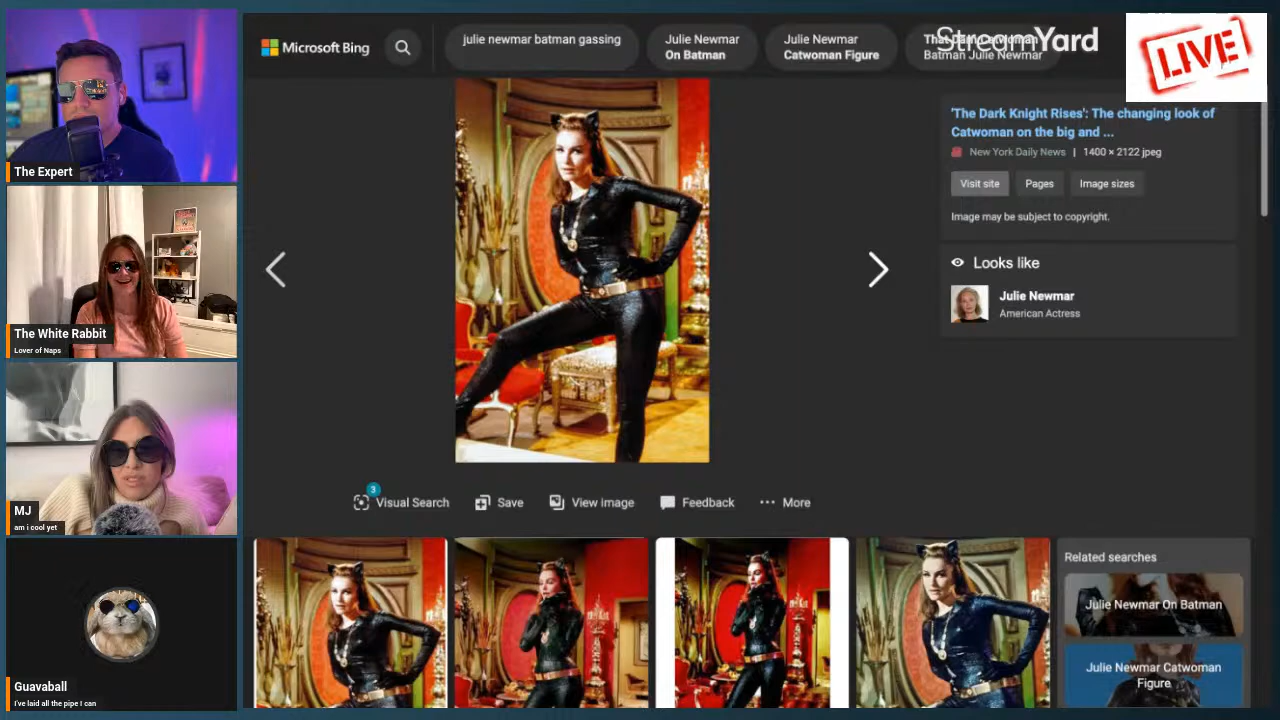 The Expert
The White Rabbit
Lover of Naps
MJ
am i cool yet
Guavaball
I've laid all the pipe I can
Microsoft Bing
julie newmar batman gassing
Julie Newmar
On Batman
Julie Newmar
Catwoman Figure
That Darn Catwoman
Batman Julie Newmar
StreamYard
LIVE
'The Dark Knight Rises': The changing look of
Catwoman on the big and ...
New York Daily News | 1400 × 2122 jpeg
Visit site
Pages
Image sizes
Image may be subject to copyright.
Looks like
Julie Newmar
American Actress
3
Visual Search
Save
View image
Feedback
More
Related searches
Julie Newmar On Batman
Julie Newmar Catwoman
Figure